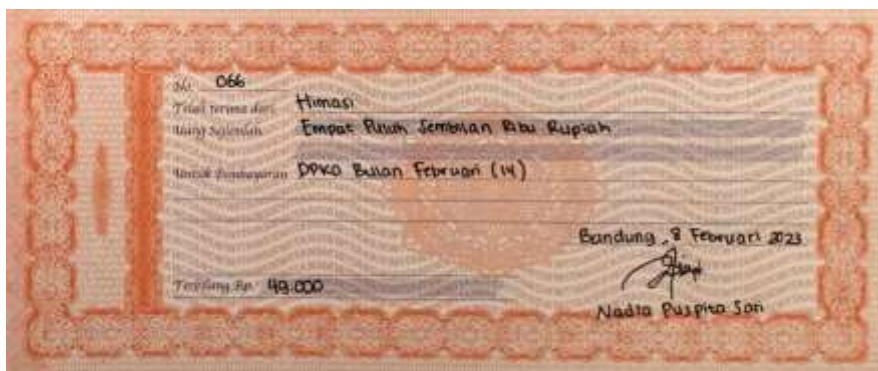 No. 066
Telah terima dari Himasi
Uang Sejumlah Empat Puluh Sembilan Ribu Rupiah
Untuk Pembayaran DPKO Bulan Februari (14)
Bandung, 8 Februari 2023
Terbilang Rp. 49.000
Nadia Puspita Sari